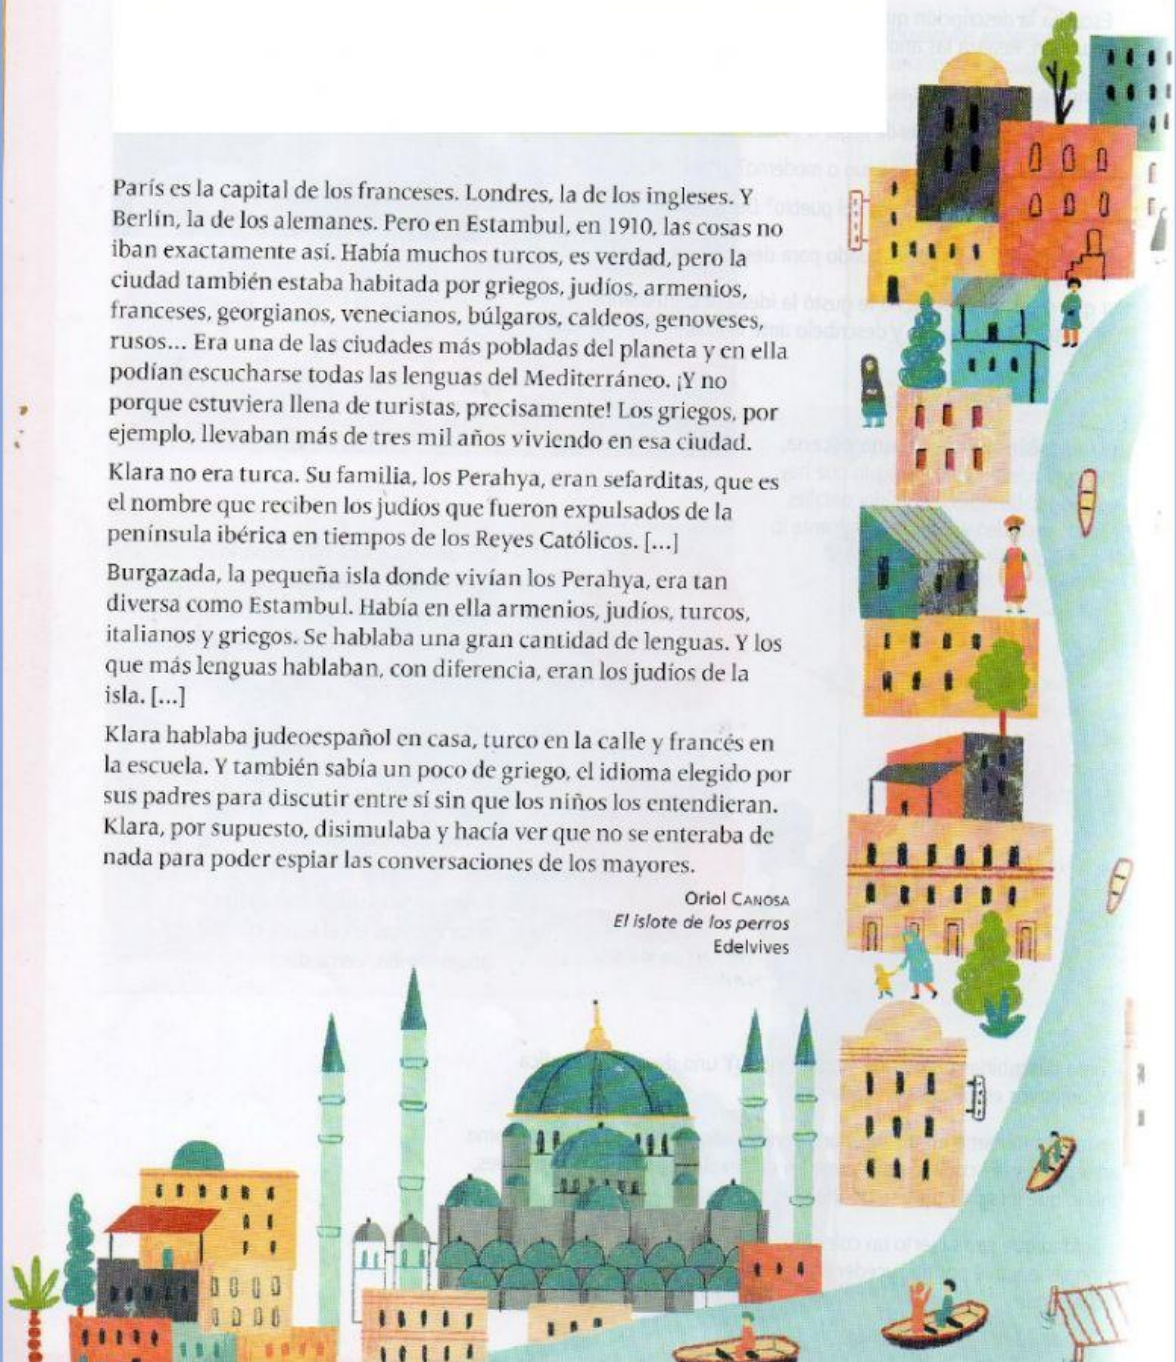 París es la capital de los franceses. Londres, la de los ingleses. Y
Berlín, la de los alemanes. Pero en Estambul, en 1910, las cosas no
iban exactamente así. Había muchos turcos, es verdad, pero la
ciudad también estaba habitada por griegos, judíos, armenios,
franceses, georgianos, venecianos, búlgaros, caldeos, genoveses,
rusos... Era una de las ciudades más pobladas del planeta y en ella
podían escucharse todas las lenguas del Mediterráneo. ¡Y no
porque estuviera llena de turistas, precisamente! Los griegos, por
ejemplo, llevaban más de tres mil años viviendo en esa ciudad.
Klara no era turca. Su familia, los Perahya, eran sefarditas, que es
el nombre que reciben los judíos que fueron expulsados de la
península ibérica en tiempos de los Reyes Católicos. [...]
Burgazada, la pequeña isla donde vivían los Perahya, era tan
diversa como Estambul. Había en ella armenios, judíos, turcos,
italianos y griegos. Se hablaba una gran cantidad de lenguas. Y los
que más lenguas hablaban, con diferencia, eran los judíos de la
isla. [...]
Klara hablaba judeoespañol en casa, turco en la calle y francés en
la escuela. Y también sabía un poco de griego, el idioma elegido por
sus padres para discutir entre sí sin que los niños los entendieran.
Klara, por supuesto, disimulaba y hacía ver que no se enteraba de
nada para poder espiar las conversaciones de los mayores.
Oriol CANOSA
El islote de los perros
Edelvives